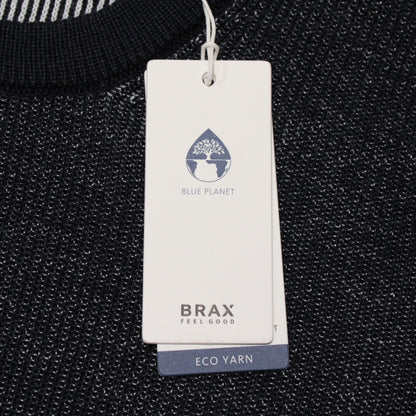 BLUE PLANET
BRAX
FEEL GOOD
T
ECO YARN